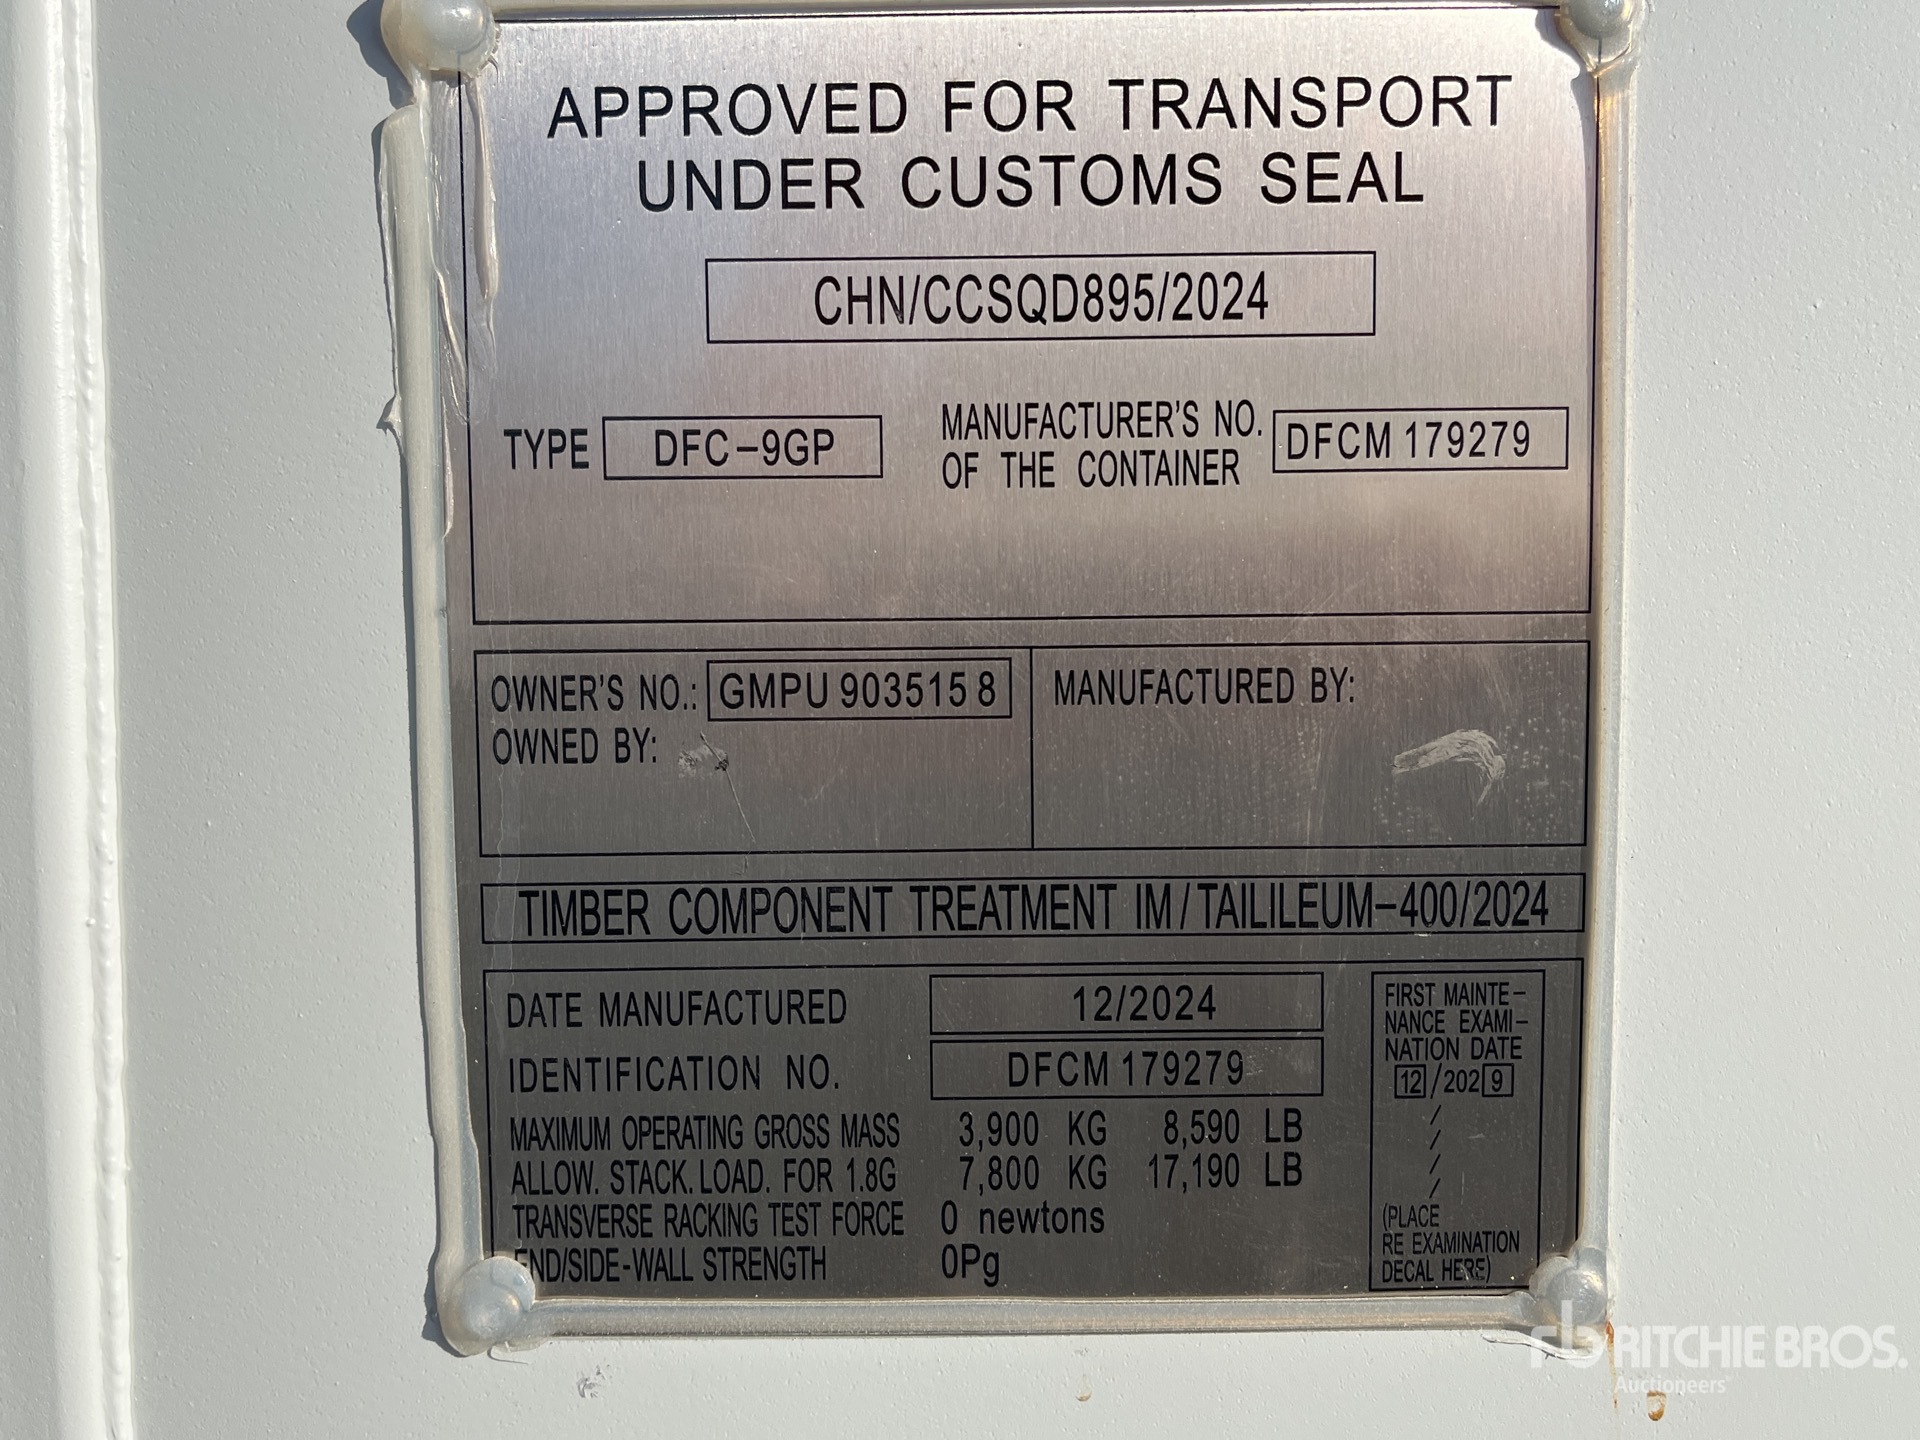 APPROVED FOR TRANSPORT
UNDER CUSTOMS SEAL
CHN/CCSQD895/2024
TYPE DFC-9GP
MANUFACTURER'S NO.
OF THE CONTAINER
DFCM 179279
OWNER'S NO.: GMPU 903515 8
OWNED BY:
MANUFACTURED BY:
TIMBER COMPONENT TREATMENT IM/TAILILEUM-400/2024
DATE MANUFACTURED 12/2024
IDENTIFICATION NO. DFCM 179279
MAXIMUM OPERATING GROSS MASS 3,900 KG 8,590 LB
ALLOW. STACK. LOAD. FOR 1.8G 7,800 KG 17,190 LB
TRANSVERSE RACKING TEST FORCE 0 newtons
END/SIDE-WALL STRENGTH 0Pg
FIRST MAINTE-
NANCE EXAMI-
NATION DATE
12/2029
/
/
/
/
(PLACE
RE EXAMINATION
DECAL HERE)
rb RITCHIE BROS.
Auctioneers